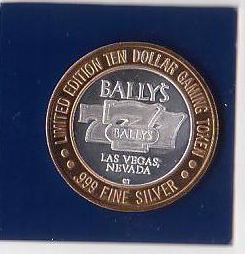 LIMITED EDITION TEN DOLLAR GAMING TOKEN
BALLY'S
777
BALLY'S
LAS VEGAS,
NEVADA
.999 FINE SILVER